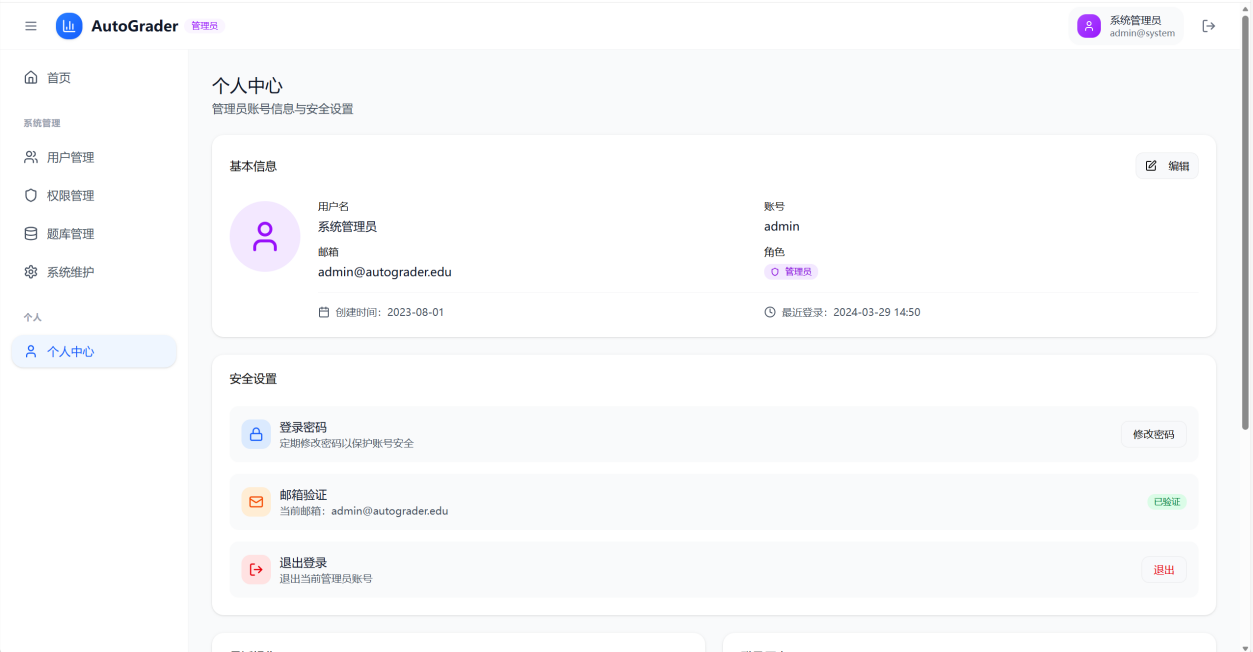 AutoGrader 管理员
系统管理员
admin@system
首页
系统管理
用户管理
权限管理
题库管理
系统维护
个人
个人中心
个人中心
管理员账号信息与安全设置
基本信息
编辑
用户名
系统管理员
账号
admin
邮箱
admin@autograder.edu
角色
管理员
创建时间：2023-08-01
最近登录：2024-03-29 14:50
安全设置
登录密码
定期修改密码以保护账号安全
修改密码
邮箱验证
当前邮箱：admin@autograder.edu
已验证
退出登录
退出当前管理员账号
退出